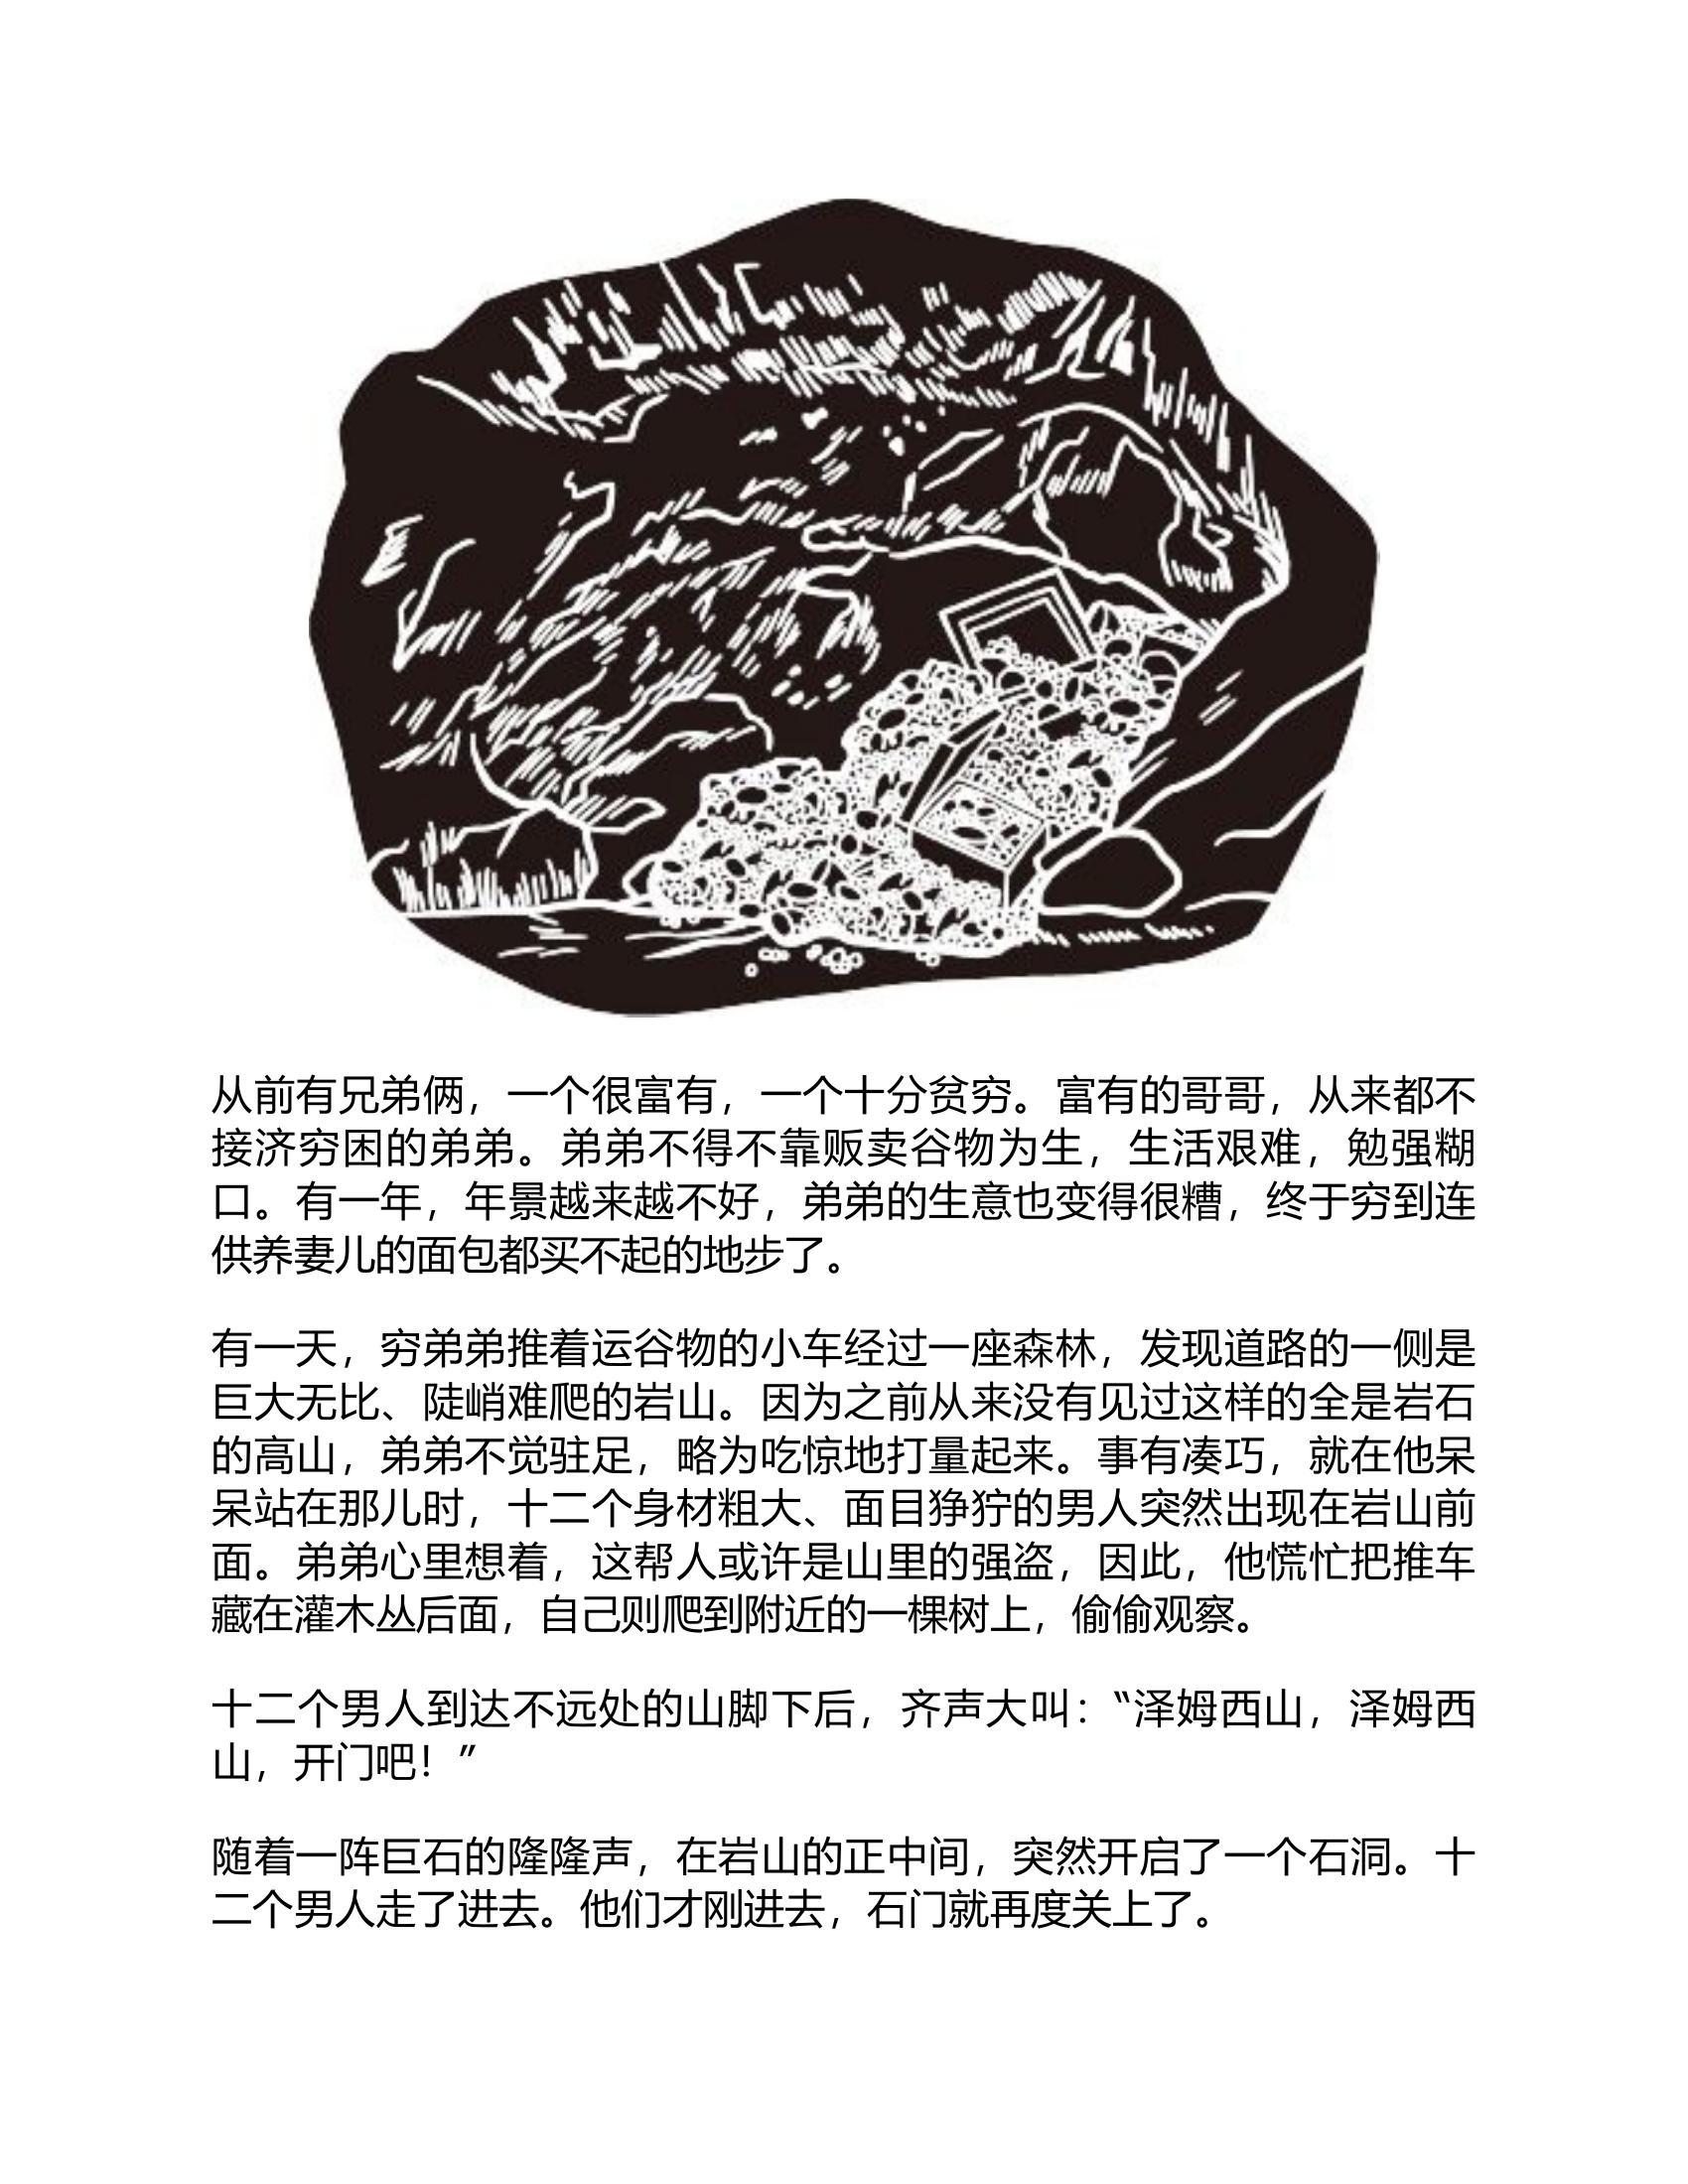 从前有兄弟俩，一个很富有，一个十分贫穷。富有的哥哥，从来都不
接济穷困的弟弟。弟弟不得不靠贩卖谷物为生，生活艰难，勉强糊
口。有一年，年景越来越不好，弟弟的生意也变得很糟，终于穷到连
供养妻儿的面包都买不起的地步了。
有一天，穷弟弟推着运谷物的小车经过一座森林，发现道路的一侧是
巨大无比、陡峭难爬的岩山。因为之前从来没有见过这样的全是岩石
的高山，弟弟不觉驻足，略为吃惊地打量起来。事有凑巧，就在他呆
呆站在那儿时，十二个身材粗大、面目狰狞的男人突然出现在岩山前
面。弟弟心里想着，这帮人或许是山里的强盗，因此，他慌忙把推车
藏在灌木丛后面，自己则爬到附近的一棵树上，偷偷观察。
十二个男人到达不远处的山脚下后，齐声大叫：“泽姆西山，泽姆西
山，开门吧！”
随着一阵巨石的隆隆声，在岩山的正中间，突然开启了一个石洞。十
二个男人走了进去。他们才刚进去，石门就再度关上了。